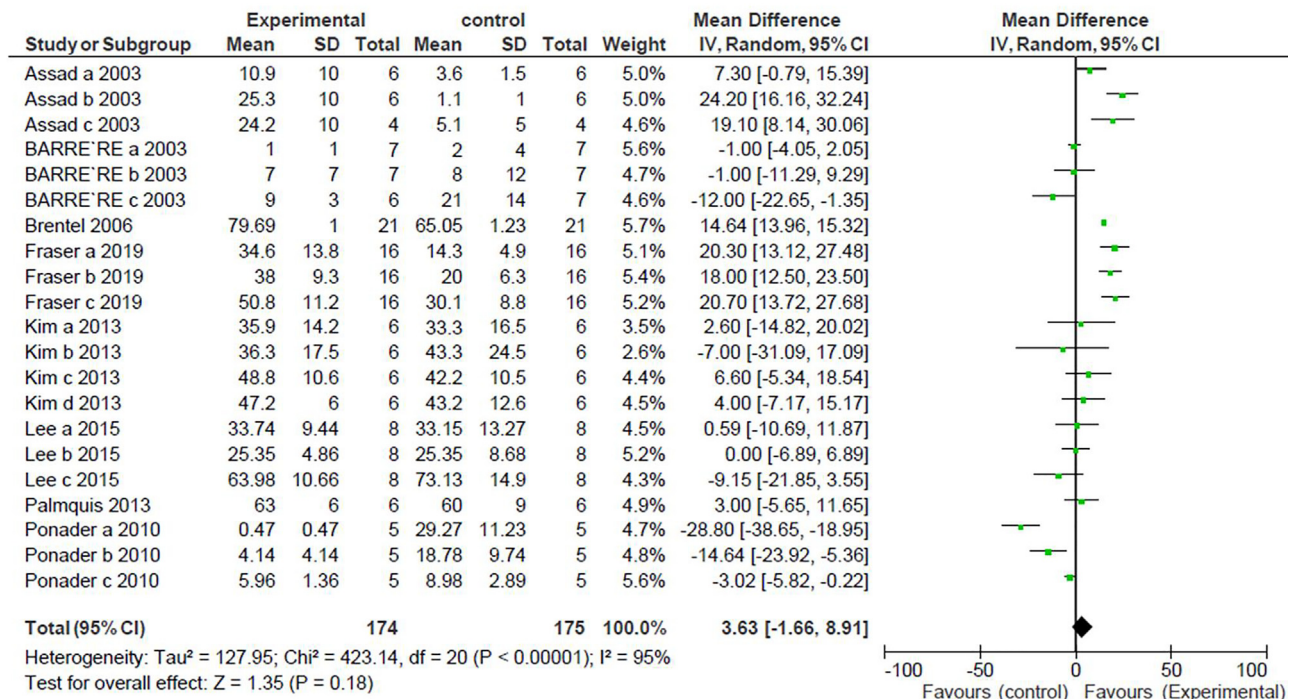 Experimental control Mean Difference Mean Difference
Study or Subgroup Mean SD Total Mean SD Total Weight IV, Random, 95% CI IV, Random, 95% CI
Assad a 2003 10.9 10 6 3.6 1.5 6 5.0% 7.30 [-0.79, 15.39]
Assad b 2003 25.3 10 6 1.1 1 6 5.0% 24.20 [16.16, 32.24]
Assad c 2003 24.2 10 4 5.1 5 4 4.6% 19.10 [8.14, 30.06]
BARRE`RE a 2003 1 1 7 2 4 7 5.6% -1.00 [-4.05, 2.05]
BARRE`RE b 2003 7 7 7 8 12 7 4.7% -1.00 [-11.29, 9.29]
BARRE`RE c 2003 9 3 6 21 14 7 4.6% -12.00 [-22.65, -1.35]
Brentel 2006 79.69 1 21 65.05 1.23 21 5.7% 14.64 [13.96, 15.32]
Fraser a 2019 34.6 13.8 16 14.3 4.9 16 5.1% 20.30 [13.12, 27.48]
Fraser b 2019 38 9.3 16 20 6.3 16 5.4% 18.00 [12.50, 23.50]
Fraser c 2019 50.8 11.2 16 30.1 8.8 16 5.2% 20.70 [13.72, 27.68]
Kim a 2013 35.9 14.2 6 33.3 16.5 6 3.5% 2.60 [-14.82, 20.02]
Kim b 2013 36.3 17.5 6 43.3 24.5 6 2.6% -7.00 [-31.09, 17.09]
Kim c 2013 48.8 10.6 6 42.2 10.5 6 4.4% 6.60 [-5.34, 18.54]
Kim d 2013 47.2 6 6 43.2 12.6 6 4.5% 4.00 [-7.17, 15.17]
Lee a 2015 33.74 9.44 8 33.15 13.27 8 4.5% 0.59 [-10.69, 11.87]
Lee b 2015 25.35 4.86 8 25.35 8.68 8 5.2% 0.00 [-6.89, 6.89]
Lee c 2015 63.98 10.66 8 73.13 14.9 8 4.3% -9.15 [-21.85, 3.55]
Palmquis 2013 63 6 6 60 9 6 4.9% 3.00 [-5.65, 11.65]
Ponader a 2010 0.47 0.47 5 29.27 11.23 5 4.7% -28.80 [-38.65, -18.95]
Ponader b 2010 4.14 4.14 5 18.78 9.74 5 4.8% -14.64 [-23.92, -5.36]
Ponader c 2010 5.96 1.36 5 8.98 2.89 5 5.6% -3.02 [-5.82, -0.22]
Total (95% CI) 174 175 100.0% 3.63 [-1.66, 8.91]
Heterogeneity: Tau² = 127.95; Chi² = 423.14, df = 20 (P < 0.00001); I² = 95%
Test for overall effect: Z = 1.35 (P = 0.18)
-100 -50 0 50 100
Favours (control) Favours (Experimental)